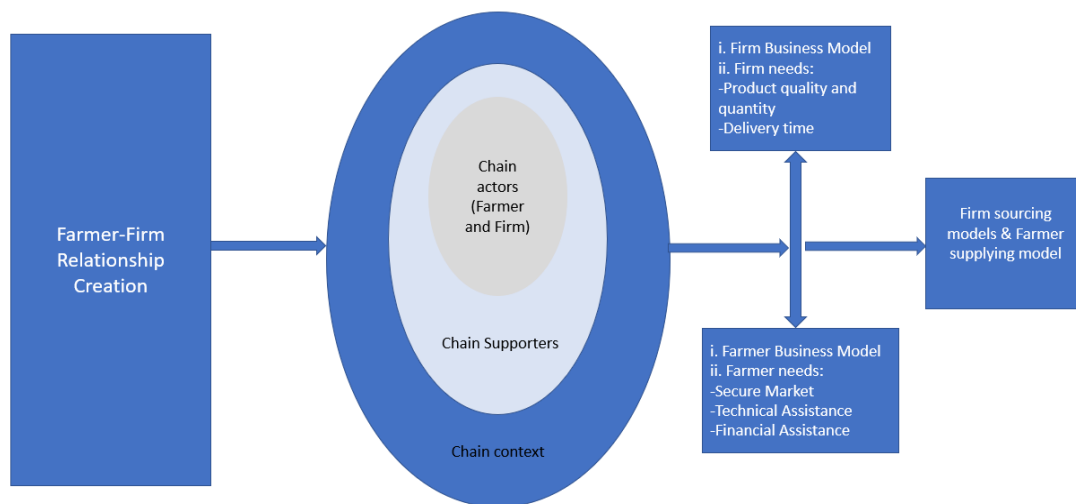 Farmer-Firm
Relationship
Creation
Chain
actors
(Farmer
and Firm)
Chain Supporters
Chain context
i. Firm Business Model
ii. Firm needs:
-Product quality and
quantity
-Delivery time
i. Farmer Business Model
ii. Farmer needs:
-Secure Market
-Technical Assistance
-Financial Assistance
Firm sourcing
models & Farmer
supplying model